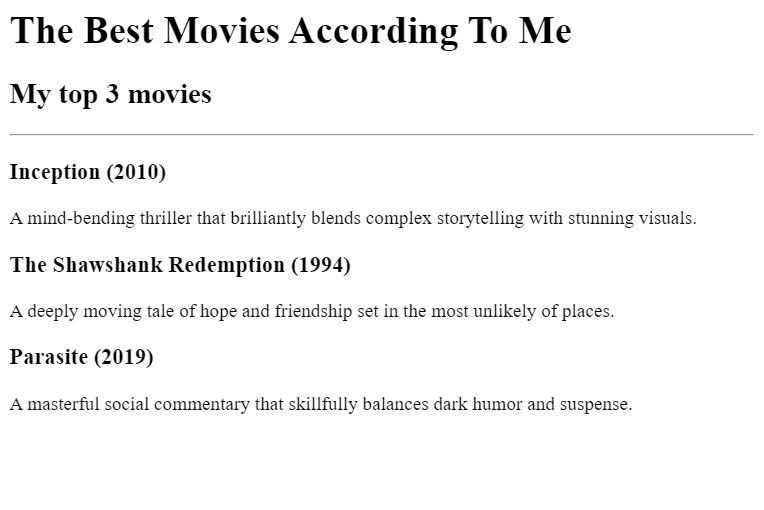 The Best Movies According To Me
My top 3 movies
Inception (2010)
A mind-bending thriller that brilliantly blends complex storytelling with stunning visuals.
The Shawshank Redemption (1994)
A deeply moving tale of hope and friendship set in the most unlikely of places.
Parasite (2019)
A masterful social commentary that skillfully balances dark humor and suspense.